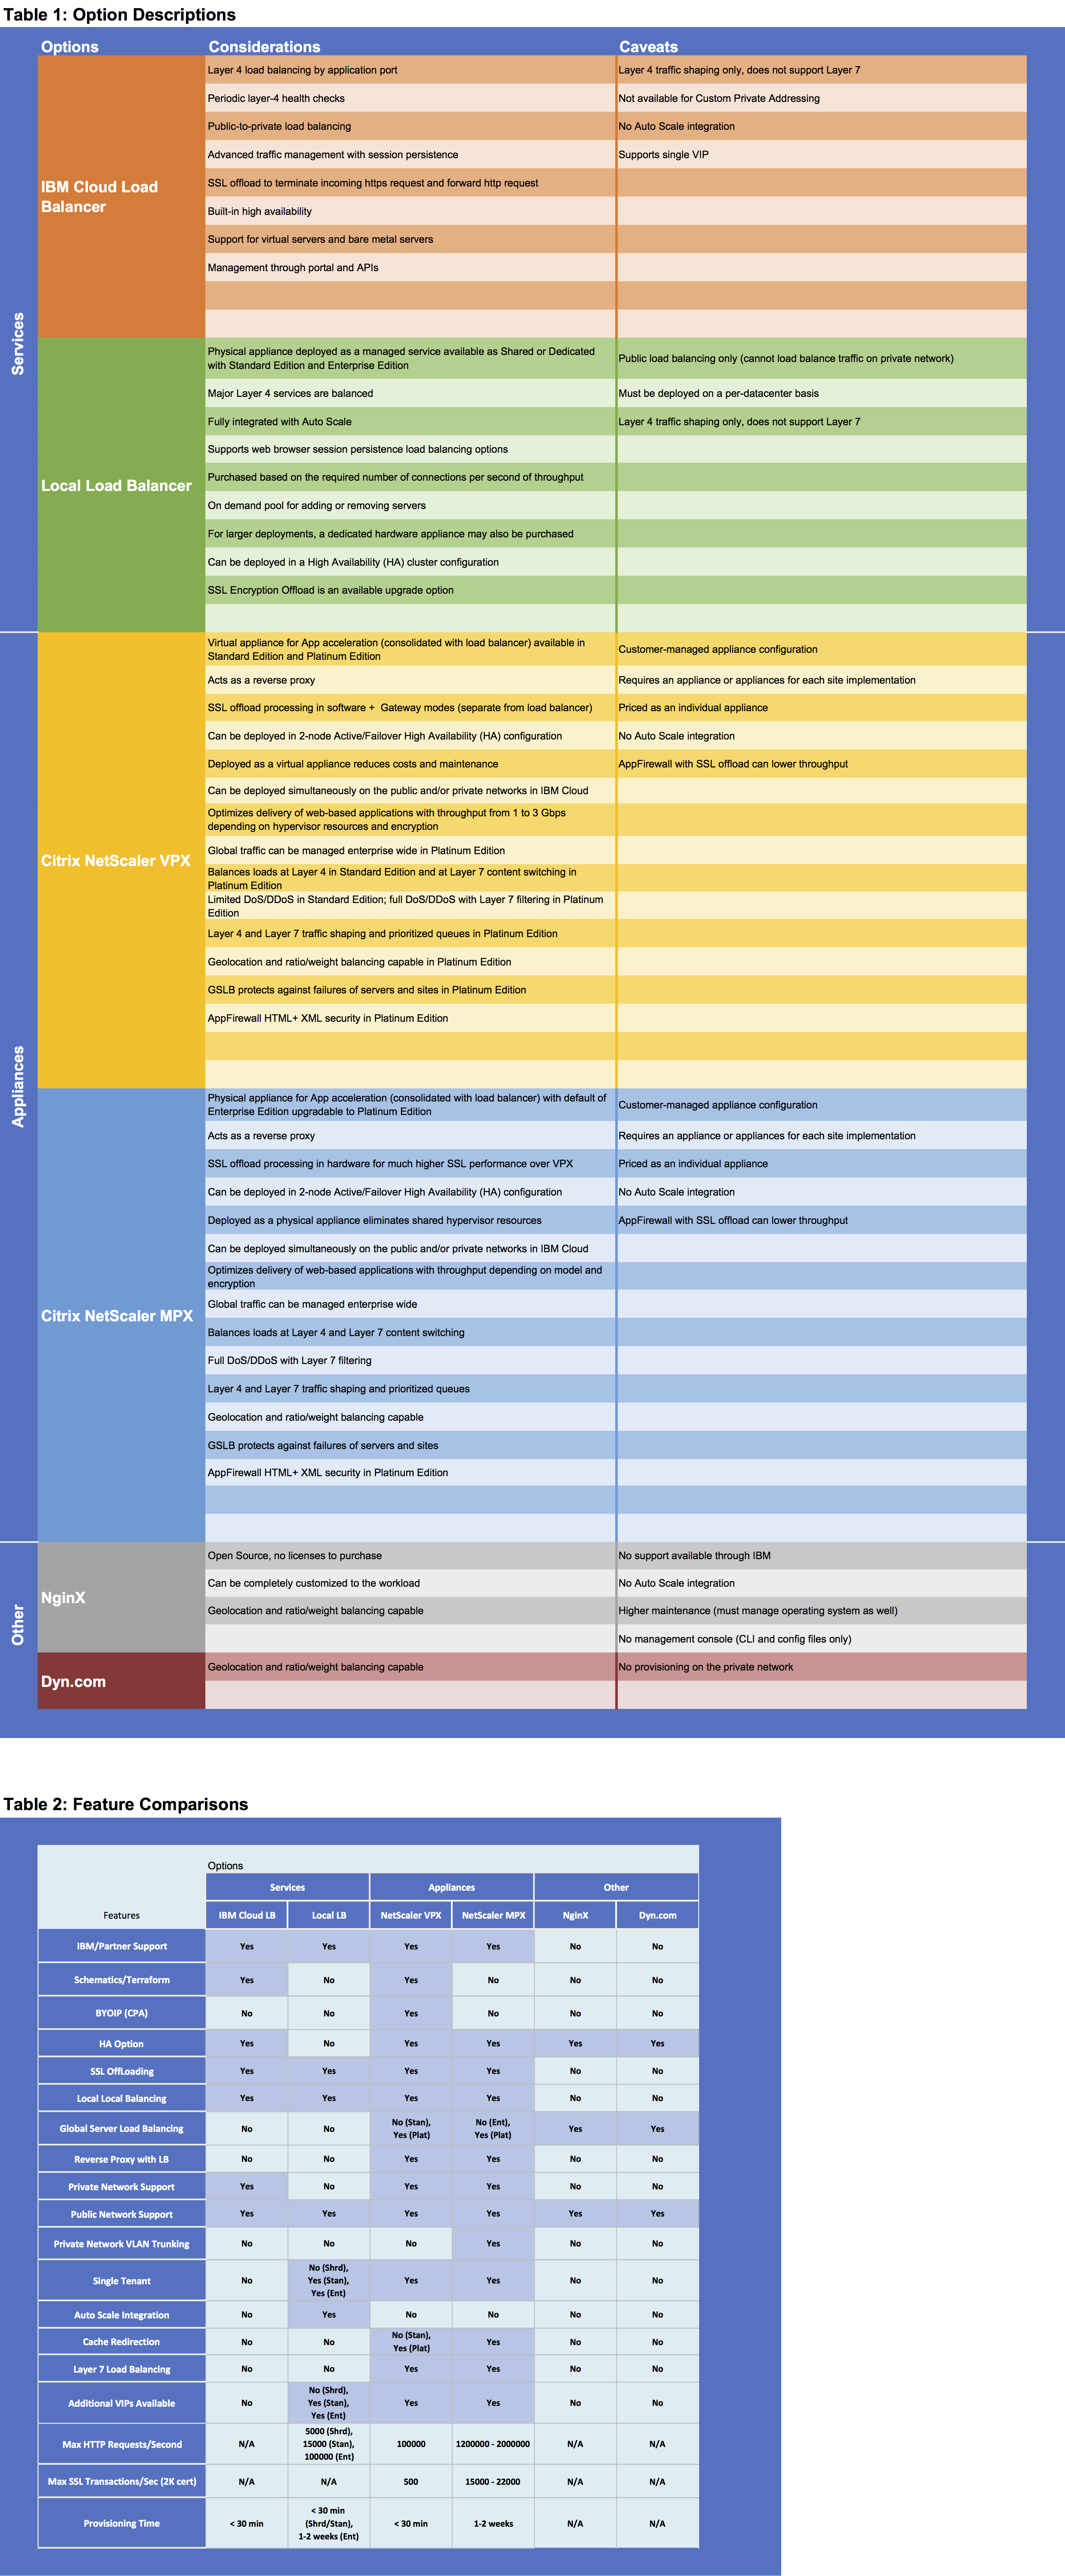 Table 1: Option Descriptions
Options Considerations Caveats
Services
IBM Cloud Load
Balancer
Layer 4 load balancing by application port Layer 4 traffic shaping only, does not support Layer 7
Periodic layer-4 health checks Not available for Custom Private Addressing
Public-to-private load balancing No Auto Scale integration
Advanced traffic management with session persistence Supports single VIP
SSL offload to terminate incoming https request and forward http request
Built-in high availability
Support for virtual servers and bare metal servers
Management through portal and APIs
Local Load Balancer
Physical appliance deployed as a managed service available as Shared or Dedicated
with Standard Edition and Enterprise Edition
Public load balancing only (cannot load balance traffic on private network)
Major Layer 4 services are balanced Must be deployed on a per-datacenter basis
Fully integrated with Auto Scale Layer 4 traffic shaping only, does not support Layer 7
Supports web browser session persistence load balancing options
Purchased based on the required number of connections per second of throughput
On demand pool for adding or removing servers
For larger deployments, a dedicated hardware appliance may also be purchased
Can be deployed in a High Availability (HA) cluster configuration
SSL Encryption Offload is an available upgrade option
Appliances
Citrix NetScaler VPX
Virtual appliance for App acceleration (consolidated with load balancer) available in
Standard Edition and Platinum Edition
Customer-managed appliance configuration
Acts as a reverse proxy Requires an appliance or appliances for each site implementation
SSL offload processing in software + Gateway modes (separate from load balancer) Priced as an individual appliance
Can be deployed in 2-node Active/Failover High Availability (HA) configuration No Auto Scale integration
Deployed as a virtual appliance reduces costs and maintenance AppFirewall with SSL offload can lower throughput
Can be deployed simultaneously on the public and/or private networks in IBM Cloud
Optimizes delivery of web-based applications with throughput from 1 to 3 Gbps
depending on hypervisor resources and encryption
Global traffic can be managed enterprise wide in Platinum Edition
Balances loads at Layer 4 in Standard Edition and at Layer 7 content switching in
Platinum Edition
Limited DoS/DDoS in Standard Edition; full DoS/DDoS with Layer 7 filtering in Platinum
Edition
Layer 4 and Layer 7 traffic shaping and prioritized queues in Platinum Edition
Geolocation and ratio/weight balancing capable in Platinum Edition
GSLB protects against failures of servers and sites in Platinum Edition
AppFirewall HTML+ XML security in Platinum Edition
Citrix NetScaler MPX
Physical appliance for App acceleration (consolidated with load balancer) with default of
Enterprise Edition upgradable to Platinum Edition
Customer-managed appliance configuration
Acts as a reverse proxy Requires an appliance or appliances for each site implementation
SSL offload processing in hardware for much higher SSL performance over VPX Priced as an individual appliance
Can be deployed in 2-node Active/Failover High Availability (HA) configuration No Auto Scale integration
Deployed as a physical appliance eliminates shared hypervisor resources AppFirewall with SSL offload can lower throughput
Can be deployed simultaneously on the public and/or private networks in IBM Cloud
Optimizes delivery of web-based applications with throughput depending on model and
encryption
Global traffic can be managed enterprise wide
Balances loads at Layer 4 and Layer 7 content switching
Full DoS/DDoS with Layer 7 filtering
Layer 4 and Layer 7 traffic shaping and prioritized queues
Geolocation and ratio/weight balancing capable
GSLB protects against failures of servers and sites
AppFirewall HTML+ XML security in Platinum Edition
Other
NginX
Open Source, no licenses to purchase No support available through IBM
Can be completely customized to the workload No Auto Scale integration
Geolocation and ratio/weight balancing capable Higher maintenance (must manage operating system as well)
No management console (CLI and config files only)
Dyn.com
Geolocation and ratio/weight balancing capable No provisioning on the private network
Table 2: Feature Comparisons
Options
Services Appliances Other
Features IBM Cloud LB Local LB NetScaler VPX NetScaler MPX NginX Dyn.com
IBM/Partner Support Yes Yes Yes Yes No No
Schematics/Terraform Yes No Yes No No No
BYOIP (CPA) No No Yes No No No
HA Option Yes No Yes Yes Yes Yes
SSL OffLoading Yes Yes Yes Yes No No
Local Local Balancing Yes Yes Yes Yes No No
Global Server Load Balancing No No No (Stan), Yes (Plat) No (Ent), Yes (Plat) Yes Yes
Reverse Proxy with LB No No Yes Yes No No
Private Network Support Yes No Yes Yes No No
Public Network Support Yes Yes Yes Yes Yes Yes
Private Network VLAN Trunking No No No Yes No No
Single Tenant No No (Shrd), Yes (Stan), Yes (Ent) Yes Yes No No
Auto Scale Integration No Yes No No No No
Cache Redirection No No No (Stan), Yes (Plat) Yes No No
Layer 7 Load Balancing No No Yes Yes No No
Additional VIPs Available No No (Shrd), Yes (Stan), Yes (Ent) Yes Yes No No
Max HTTP Requests/Second N/A 5000 (Shrd), 15000 (Stan), 100000 (Ent) 100000 1200000 - 2000000 N/A N/A
Max SSL Transactions/Sec (2K cert) N/A N/A 500 15000 - 22000 N/A N/A
Provisioning Time < 30 min < 30 min (Shrd/Stan), 1-2 weeks (Ent) < 30 min 1-2 weeks N/A N/A